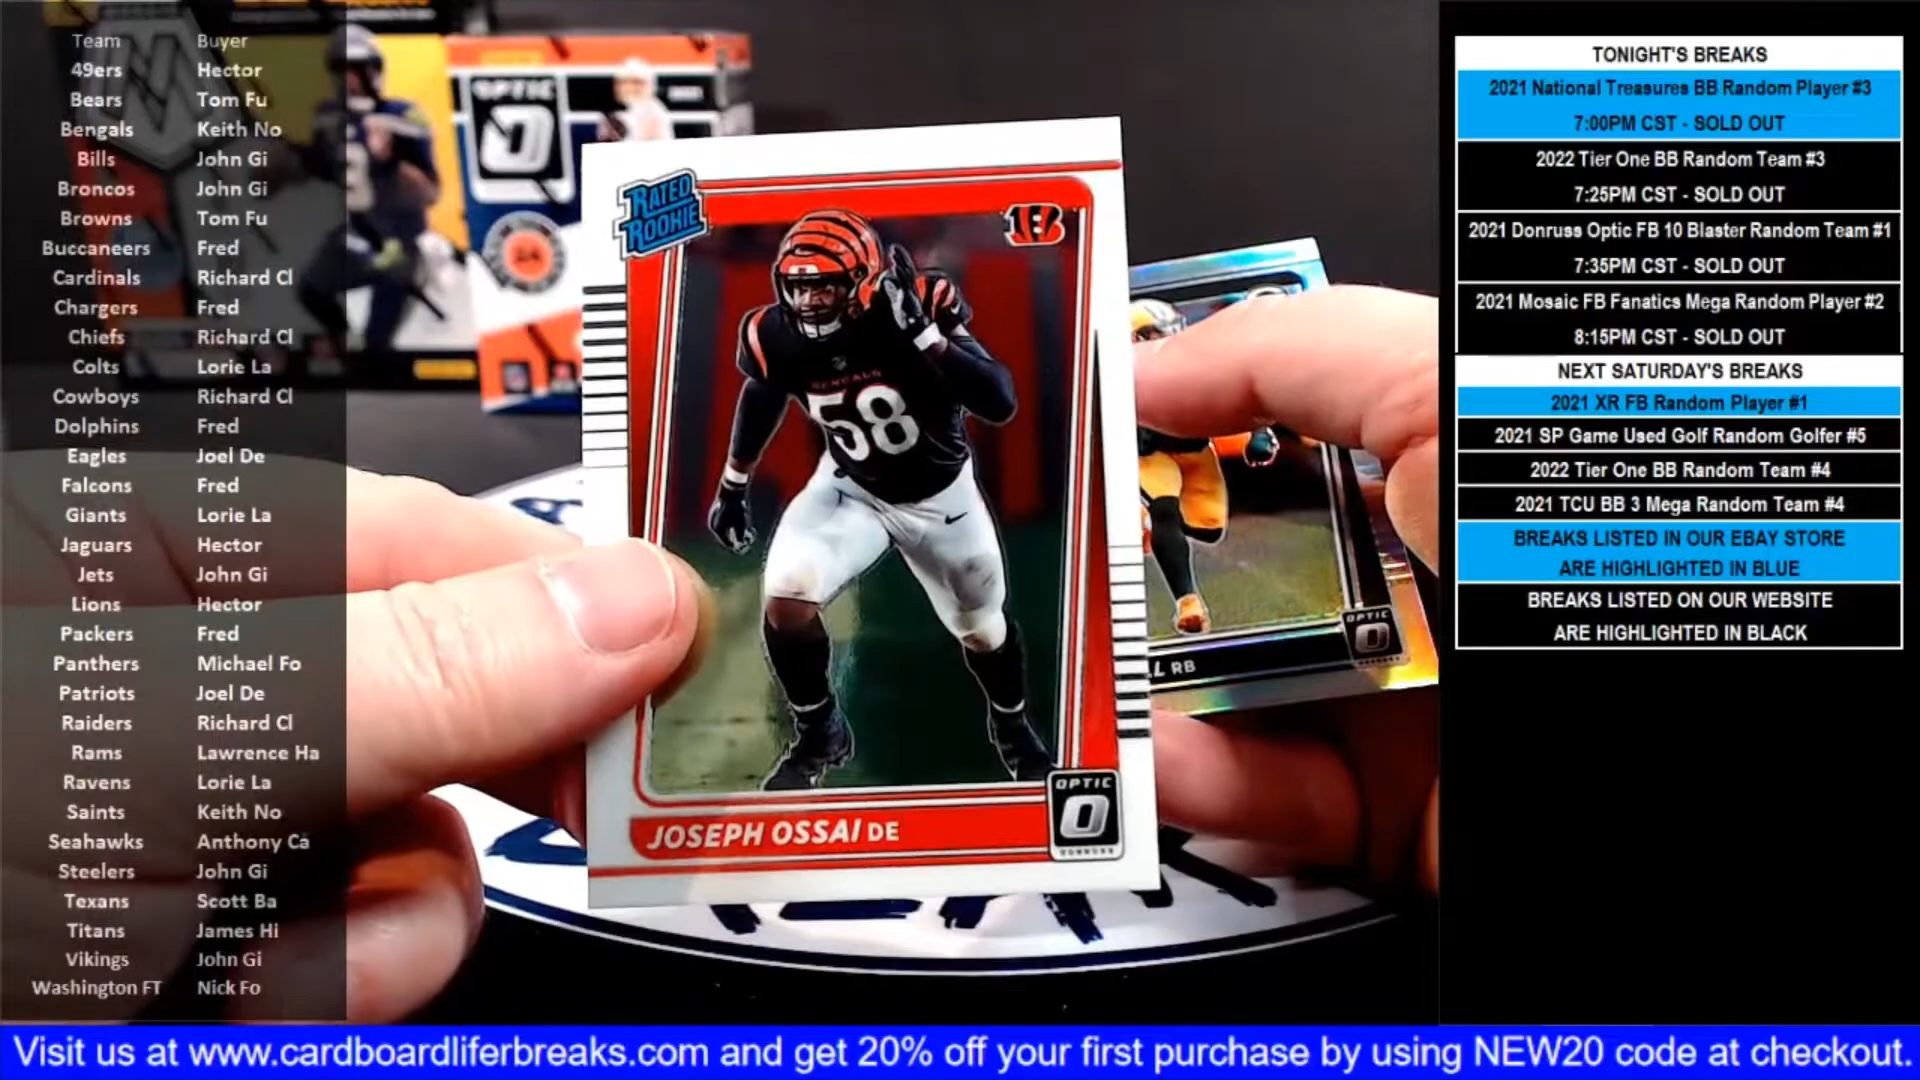 Team Buyer
49ers Hector
Bears Tom Fu
Bengals Keith No
Bills John Gi
Broncos John Gi
Browns Tom Fu
Buccaneers Fred
Cardinals Richard Cl
Chargers Fred
Chiefs Richard Cl
Colts Lorie La
Cowboys Richard Cl
Dolphins Fred
Eagles Joel De
Falcons Fred
Giants Lorie La
Jaguars Hector
Jets John Gi
Lions Hector
Packers Fred
Panthers Michael Fo
Patriots Joel De
Raiders Richard Cl
Rams Lawrence Ha
Ravens Lorie La
Saints Keith No
Seahawks Anthony Ca
Steelers John Gi
Texans Scott Ba
Titans James Hi
Vikings John Gi
Washington FT Nick Fo
OPTIC
RATED
ROOKIE
BENGALS
58
OPTIC
JOSEPH OSSAI DE
OPTIC
L RB
TONIGHT'S BREAKS
2021 National Treasures BB Random Player #3
7:00PM CST - SOLD OUT
2022 Tier One BB Random Team #3
7:25PM CST - SOLD OUT
2021 Donruss Optic FB 10 Blaster Random Team #1
7:35PM CST - SOLD OUT
2021 Mosaic FB Fanatics Mega Random Player #2
8:15PM CST - SOLD OUT
NEXT SATURDAY'S BREAKS
2021 XR FB Random Player #1
2021 SP Game Used Golf Random Golfer #5
2022 Tier One BB Random Team #4
2021 TCU BB 3 Mega Random Team #4
BREAKS LISTED IN OUR EBAY STORE
ARE HIGHLIGHTED IN BLUE
BREAKS LISTED ON OUR WEBSITE
ARE HIGHLIGHTED IN BLACK
Visit us at www.cardboardliferbreaks.com and get 20% off your first purchase by using NEW20 code at checkout.